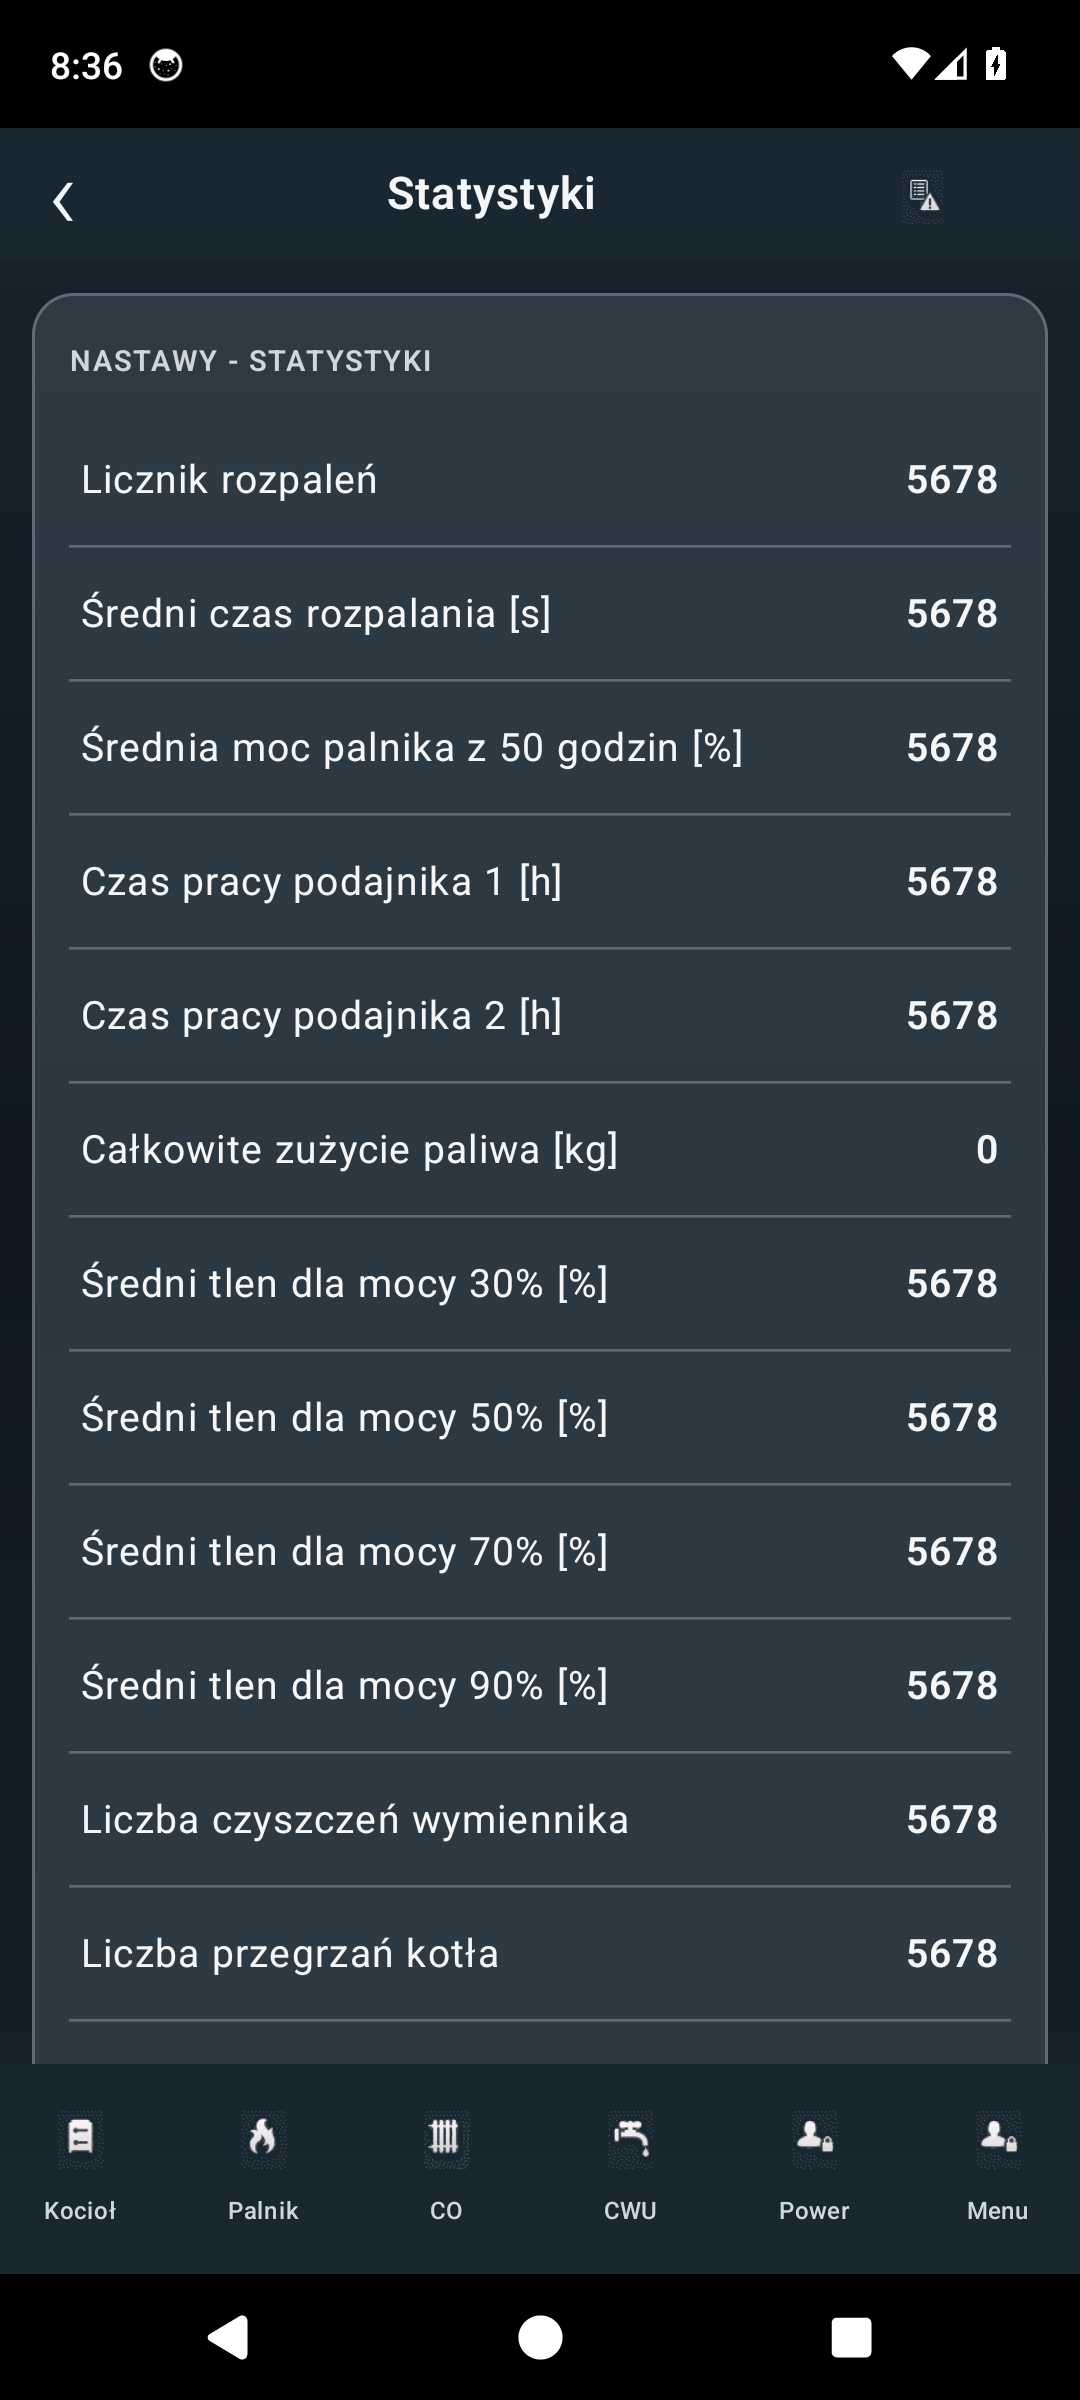 8:36
Statystyki
NASTAWY - STATYSTYKI
Licznik rozpaleń 5678
Średni czas rozpalania [s] 5678
Średnia moc palnika z 50 godzin [%] 5678
Czas pracy podajnika 1 [h] 5678
Czas pracy podajnika 2 [h] 5678
Całkowite zużycie paliwa [kg] 0
Średni tlen dla mocy 30% [%] 5678
Średni tlen dla mocy 50% [%] 5678
Średni tlen dla mocy 70% [%] 5678
Średni tlen dla mocy 90% [%] 5678
Liczba czyszczeń wymiennika 5678
Liczba przegrzań kotła 5678
Kocioł Palnik CO CWU Power Menu